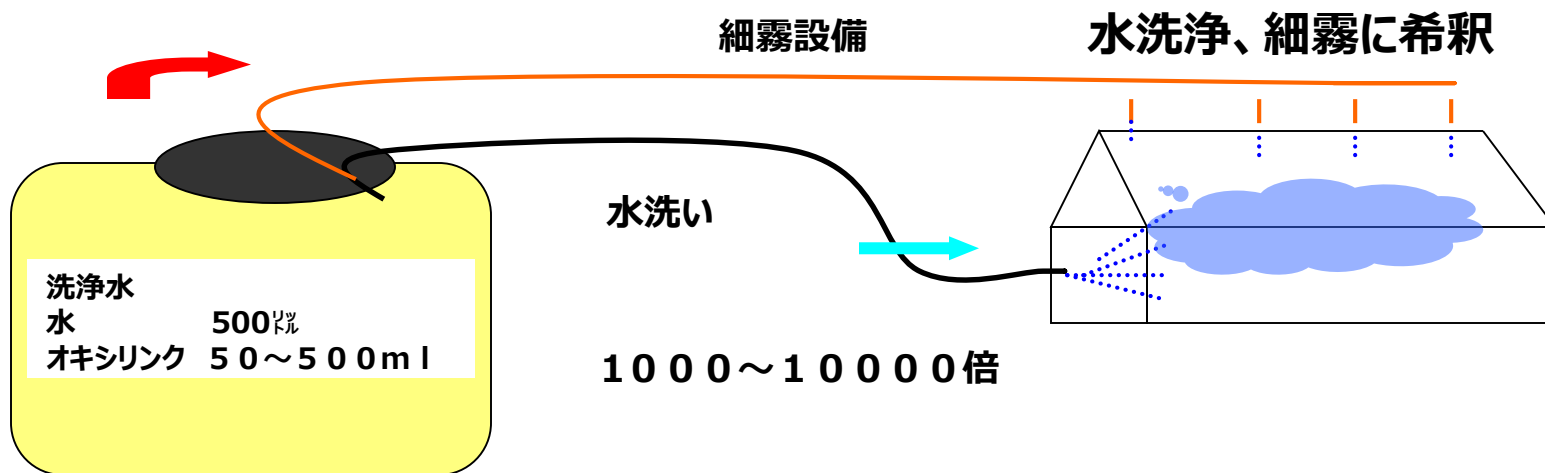 細霧設備
水洗浄、細霧に希釈
水洗い
洗浄水
水 500㍑
オキシリンク 50~500ml
1000~10000倍